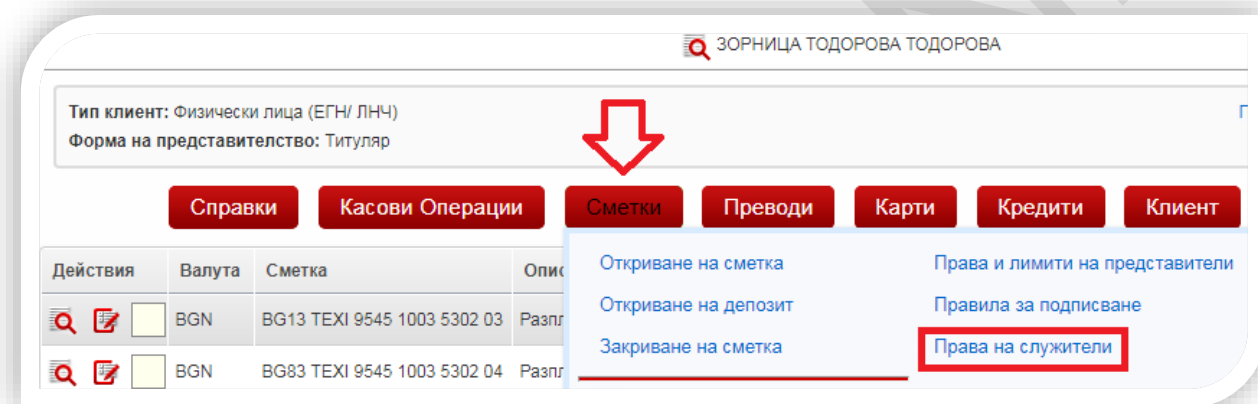 ЗОРНИЦА ТОДОРОВА ТОДОРОВА
Тип клиент: Физически лица (ЕГН/ ЛНЧ)
Форма на представителство: Титуляр
Справки Касови Операции Сметки Преводи Карти Кредити Клиент
Действия Валута Сметка
Откриване на сметка Права и лимити на представители
BGN BG13 TEXI 9545 1003 5302 03
Откриване на депозит Правила за подписване
Закриване на сметка Права на служители
BGN BG83 TEXI 9545 1003 5302 04